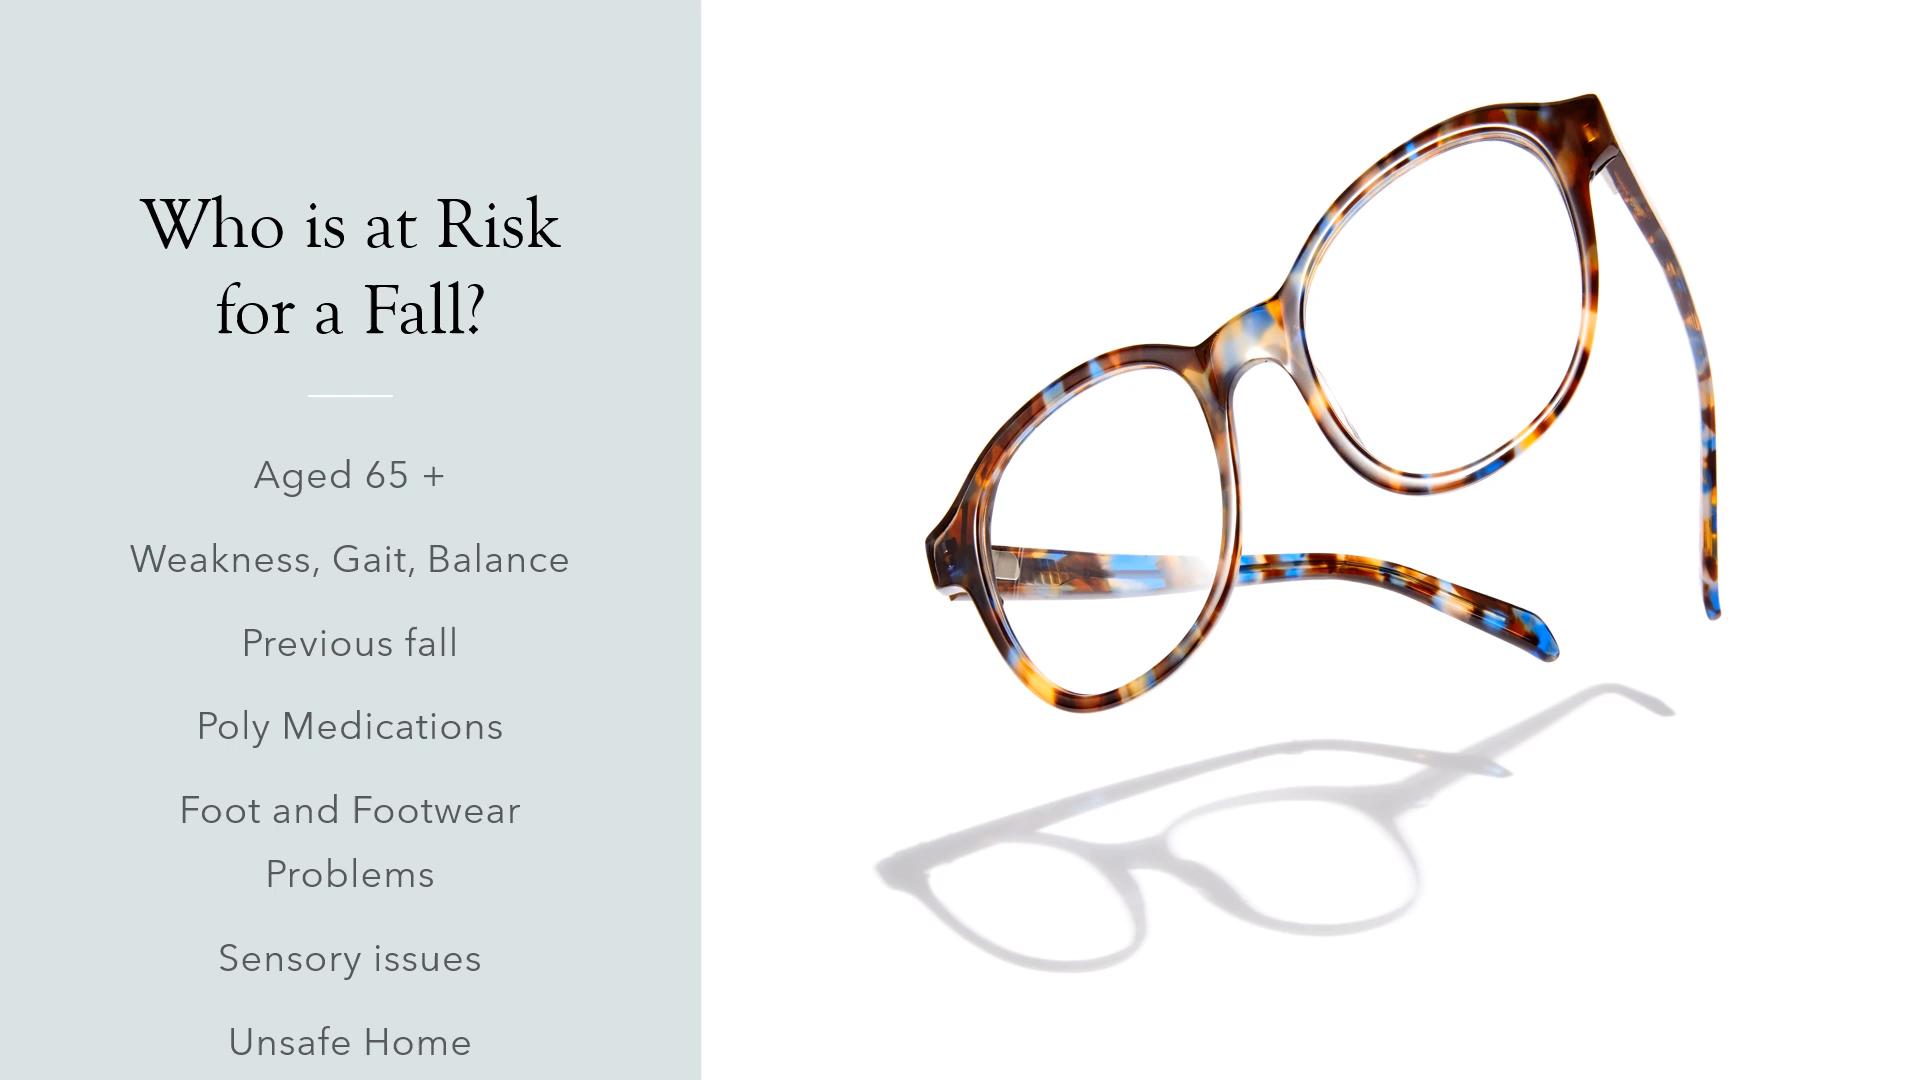 Who is at Risk
for a Fall?
Aged 65 +
Weakness, Gait, Balance
Previous fall
Poly Medications
Foot and Footwear
Problems
Sensory issues
Unsafe Home